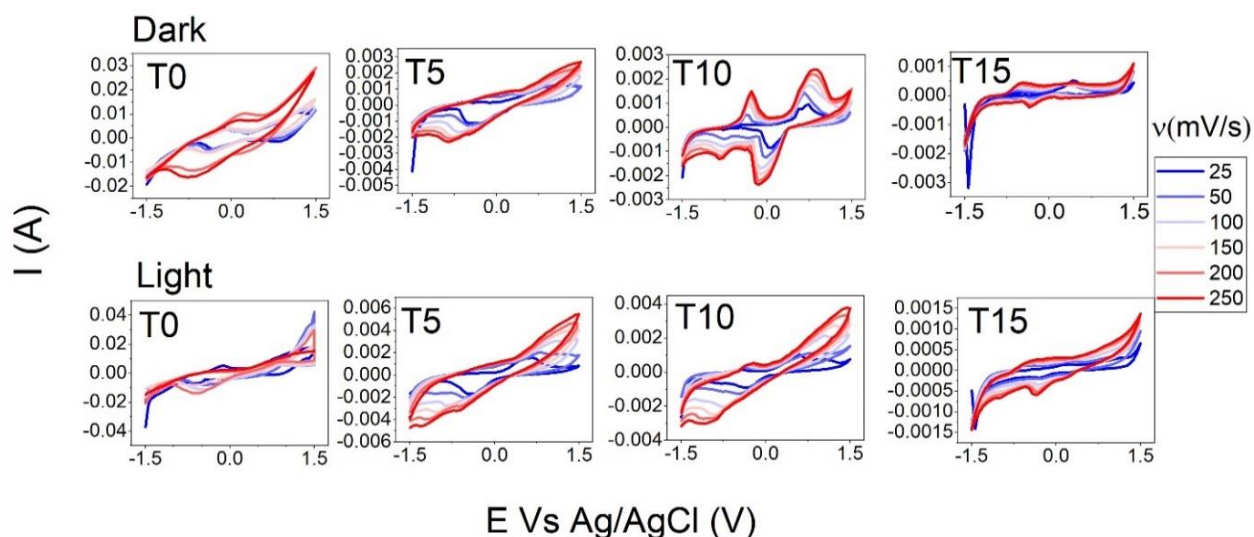 Dark
T0
0.03
0.02
0.01
0.00
-0.01
-0.02
-1.5 0.0 1.5
T5
0.003
0.002
0.001
0.000
0.001
0.002
0.003
0.004
-0.005
-1.5 0.0 1.5
T10
0.003
0.002
0.001
0.000
-0.001
-0.002
-0.003
-1.5 0.0 1.5
T15
0.001
0.000
-0.001
-0.002
-0.003
-1.5 0.0 1.5
ν(mV/s)
25
50
100
150
200
250
I (A)
Light
T0
0.04
0.02
0.00
-0.02
-0.04
-1.5 0.0 1.5
T5
0.006
0.004
0.002
0.000
-0.002
-0.004
-0.006
-1.5 0.0 1.5
T10
0.004
0.002
0.000
-0.002
-0.004
-1.5 0.0 1.5
T15
0.0015
0.0010
0.0005
0.0000
-0.0005
-0.0010
-0.0015
-1.5 0.0 1.5
E Vs Ag/AgCl (V)